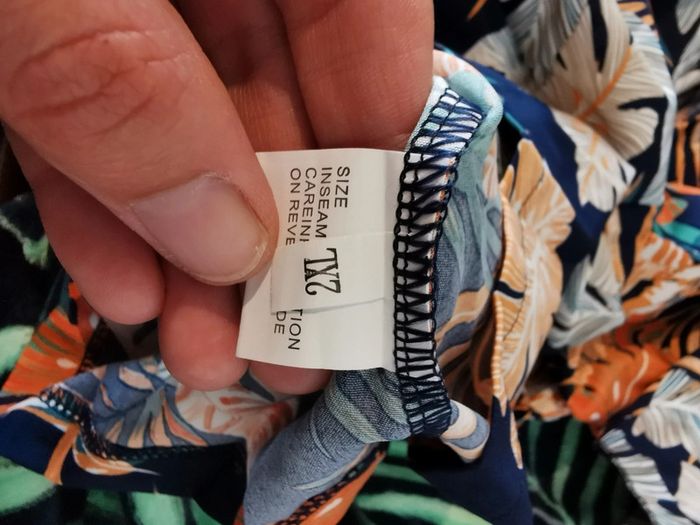 SIZE
INSEAM
2XL
CAREIN TION
ON REVE DE